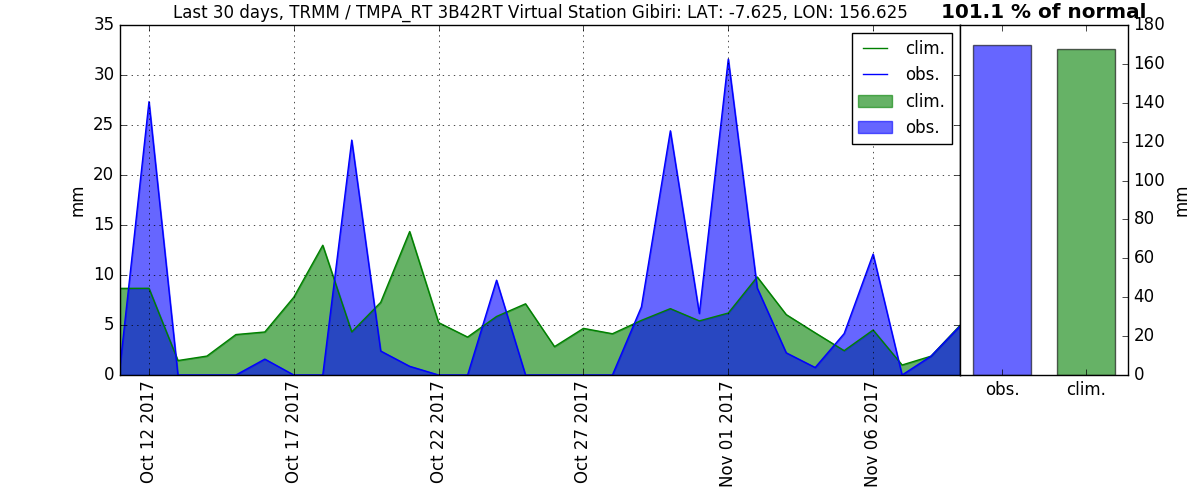 Last 30 days, TRMM / TMPA_RT 3B42RT Virtual Station Gibiri: LAT: -7.625, LON: 156.625
101.1 % of normal
35
30
25
20
15
10
5
0
mm
clim.
obs.
clim.
obs.
Oct 12 2017
Oct 17 2017
Oct 22 2017
Oct 27 2017
Nov 01 2017
Nov 06 2017
180
160
140
120
100
80
60
40
20
0
mm
obs.
clim.